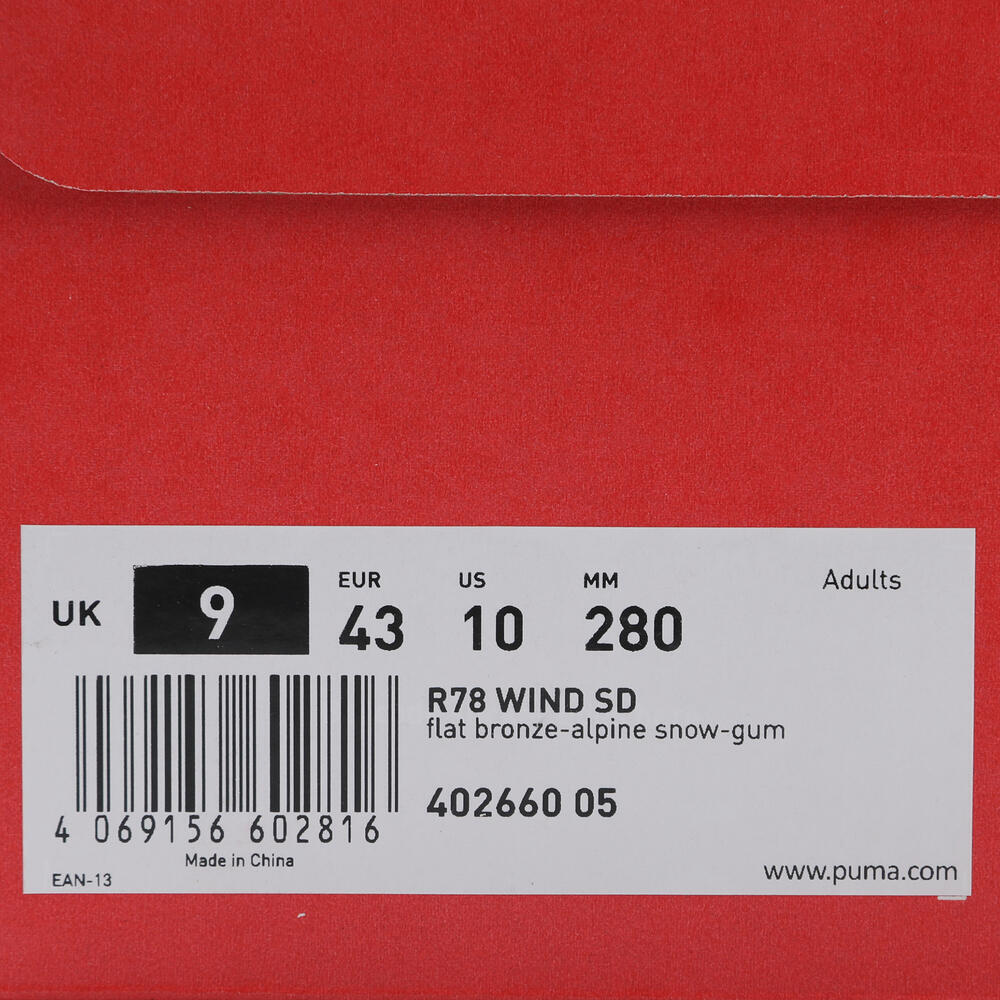 UK 9
EUR 43
US 10
MM 280
Adults
R78 WIND SD
flat bronze-alpine snow-gum
402660 05
4 069156 602816
Made in China
EAN-13
www.puma.com